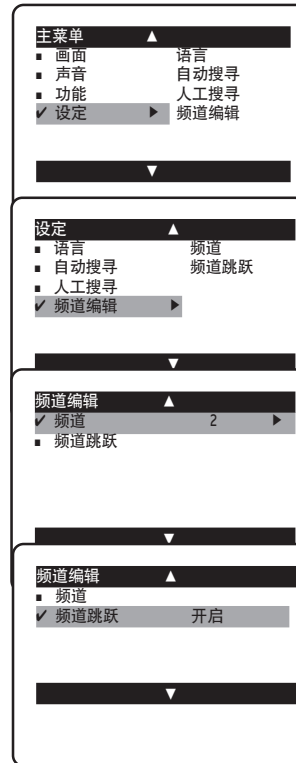 主菜单 ▲
▪ 画面 语言
▪ 声音 自动搜寻
▪ 功能 人工搜寻
✔ 设定 ▶ 频道编辑
▼
设定 ▲
▪ 语言 频道
▪ 自动搜寻 频道跳跃
▪ 人工搜寻
✔ 频道编辑 ▶
▼
频道编辑 ▲
✔ 频道 2 ▶
▪ 频道跳跃
▼
频道编辑 ▲
▪ 频道
✔ 频道跳跃 开启
▼